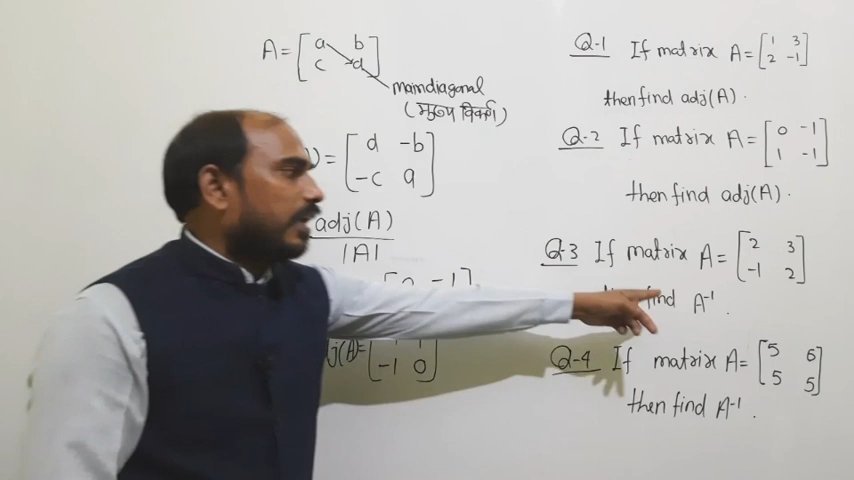 A = [ a b
c d ]
maindiagonal
(मुख्य विकर्ण)
) = [ d -b
-c a ]
adj(A)
|A|
-1 ]
adj(A) = [
-1 0 ]
Q-1 If matrix A = [ 1 3
2 -1 ]
then find adj(A).
Q-2 If matrix A = [ 0 -1
1 -1 ]
then find adj(A).
Q-3 If matrix A = [ 2 3
-1 2 ]
find A⁻¹.
Q-4 If matrix A = [ 5 6
5 5 ]
then find A⁻¹.